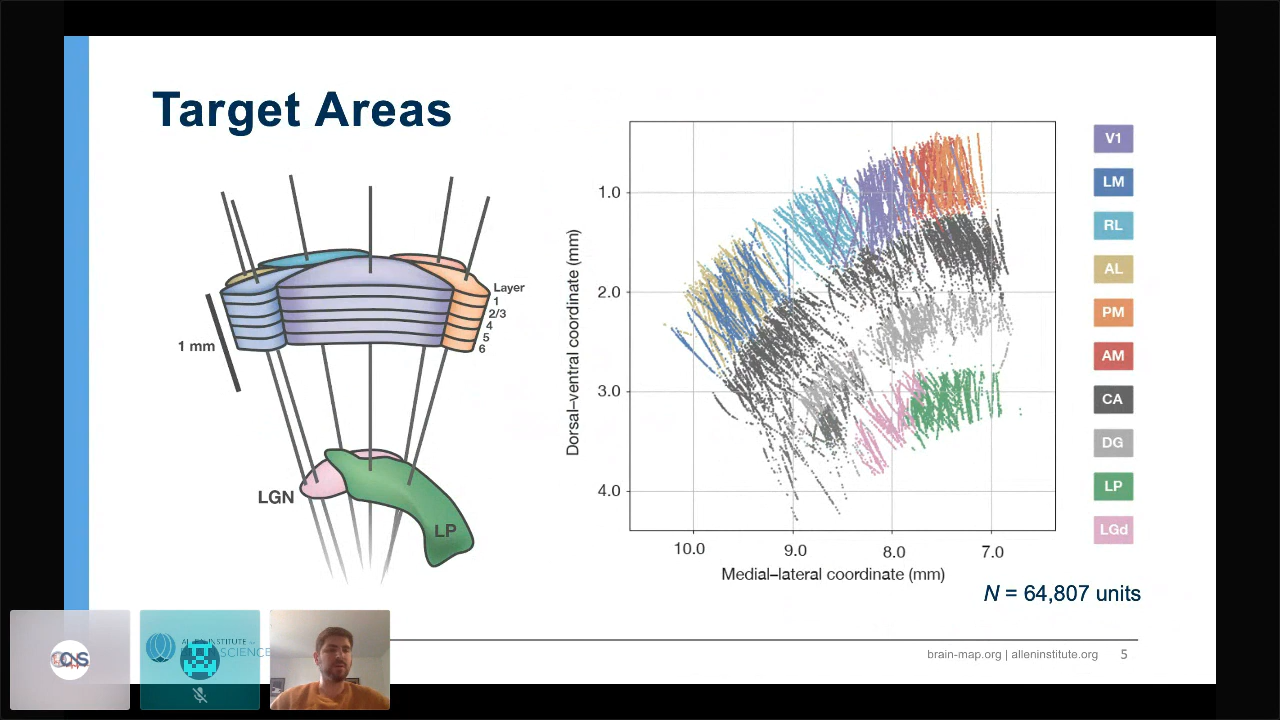 Target Areas
Layer
1
2/3
4
5
6
1 mm
LGN
LP
Dorsal–ventral coordinate (mm)
1.0
2.0
3.0
4.0
10.0 9.0 8.0 7.0
Medial–lateral coordinate (mm)
V1
LM
RL
AL
PM
AM
CA
DG
LP
LGd
N = 64,807 units
brain-map.org | alleninstitute.org 5
INSTITUTE
SCIENCE